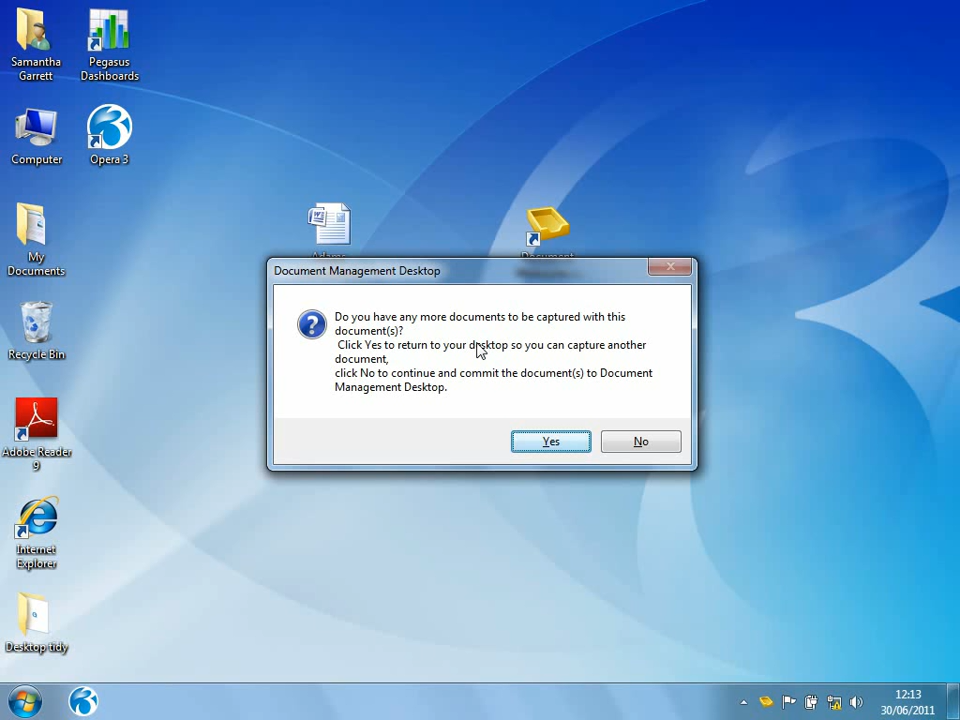 Samantha
Garrett
Pegasus
Dashboards
Computer
Opera 3
My
Documents
Adams
Document
Recycle Bin
Adobe Reader
9
Internet
Explorer
Desktop tidy
Document Management Desktop
Do you have any more documents to be captured with this
document(s)?
Click Yes to return to your desktop so you can capture another
document,
click No to continue and commit the document(s) to Document
Management Desktop.
Yes
No
12:13
30/06/2011